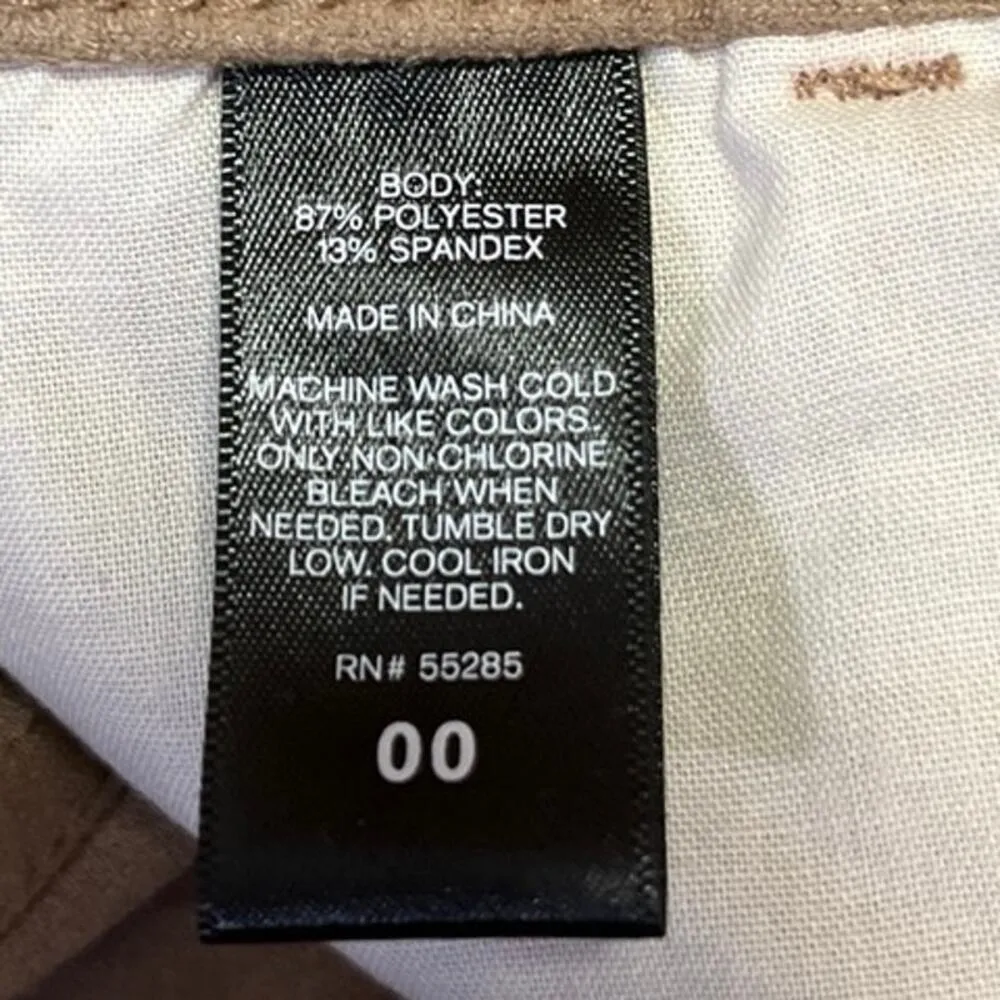 BODY:
87% POLYESTER
13% SPANDEX
MADE IN CHINA
MACHINE WASH COLD
WITH LIKE COLORS.
ONLY NON-CHLORINE
BLEACH WHEN
NEEDED. TUMBLE DRY
LOW. COOL IRON
IF NEEDED.
RN# 55285
00